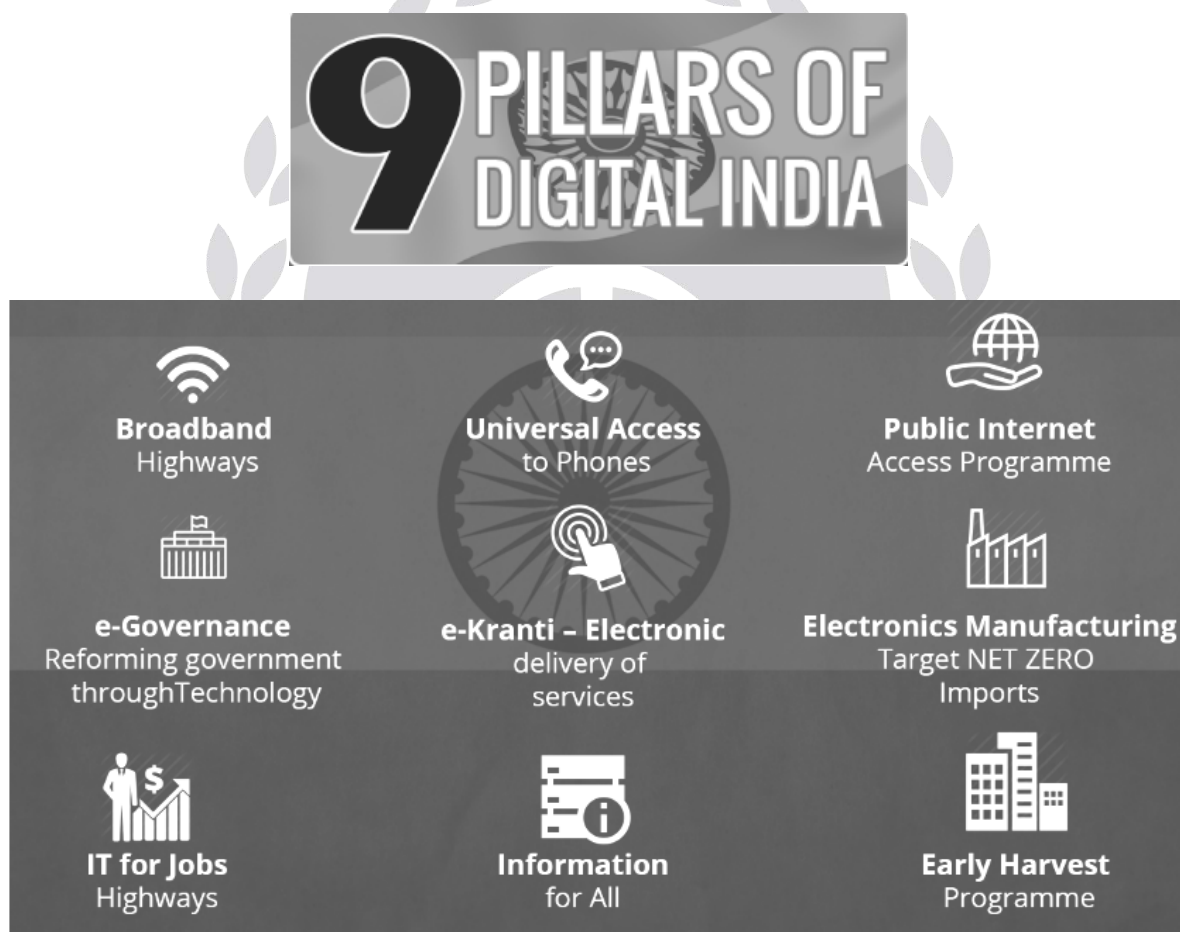 9 PILLARS OF
DIGITAL INDIA
Broadband
Highways
Universal Access
to Phones
Public Internet
Access Programme
e-Governance
Reforming government
throughTechnology
e-Kranti – Electronic
delivery of
services
Electronics Manufacturing
Target NET ZERO
Imports
IT for Jobs
Highways
Information
for All
Early Harvest
Programme